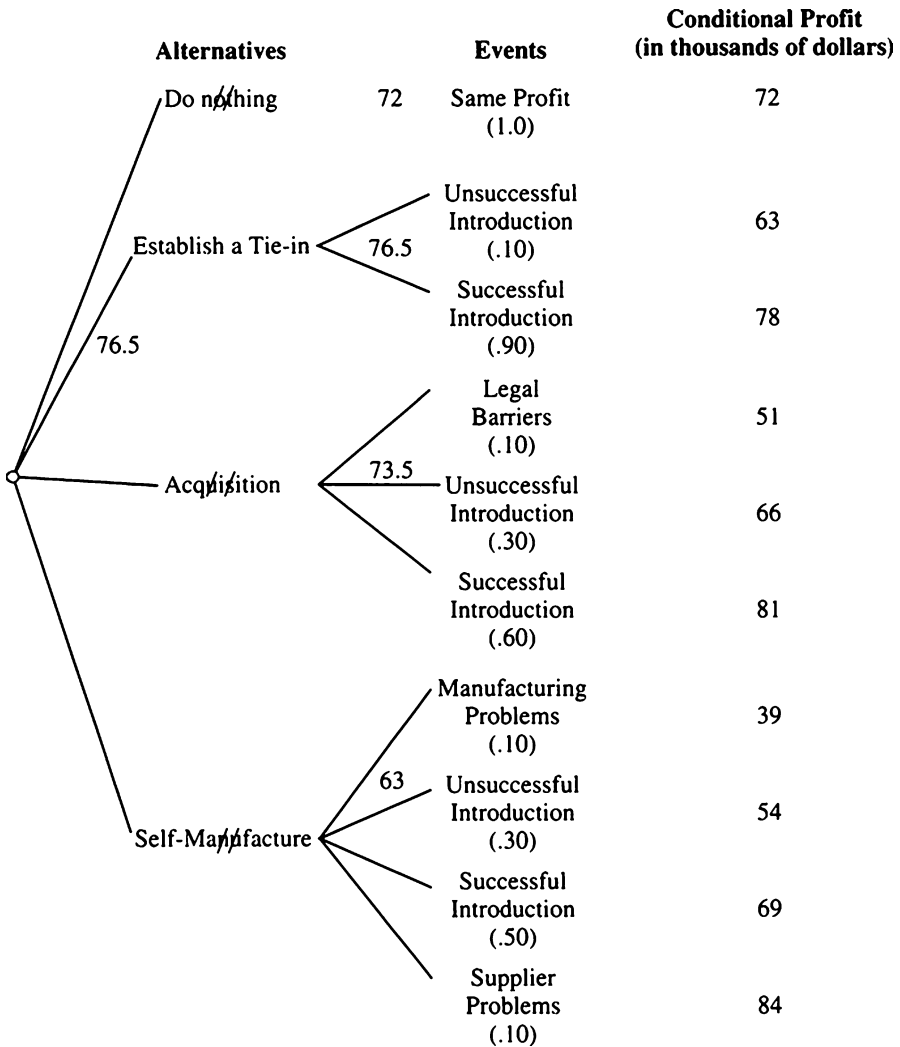 Conditional Profit
Alternatives Events (in thousands of dollars)
Do nothing 72 Same Profit 72
(1.0)
Unsuccessful
Introduction 63
(.10)
Establish a Tie-in 76.5
Successful
Introduction 78
(.90)
76.5
Legal
Barriers 51
(.10)
Acquisition 73.5 Unsuccessful
Introduction 66
(.30)
Successful
Introduction 81
(.60)
Manufacturing
Problems 39
(.10)
63
Unsuccessful
Introduction 54
(.30)
Self-Manufacture
Successful
Introduction 69
(.50)
Supplier
Problems 84
(.10)